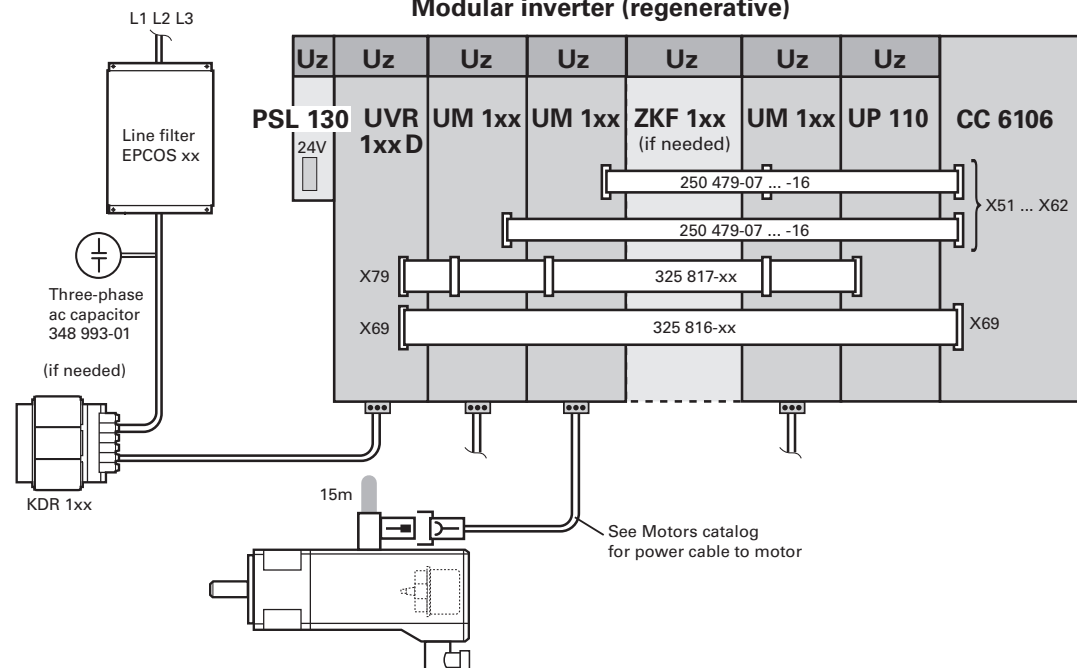 Modular inverter (regenerative)
L1 L2 L3
Uz Uz Uz Uz Uz Uz Uz
PSL 130 UVR 1xx D UM 1xx UM 1xx ZKF 1xx (if needed) UM 1xx UP 110 CC 6106
24V
Line filter
EPCOS xx
250 479-07 ... -16
X51 ... X62
250 479-07 ... -16
Three-phase
ac capacitor
348 993-01
(if needed)
X79 325 817-xx
X69 325 816-xx X69
KDR 1xx
15m
See Motors catalog
for power cable to motor